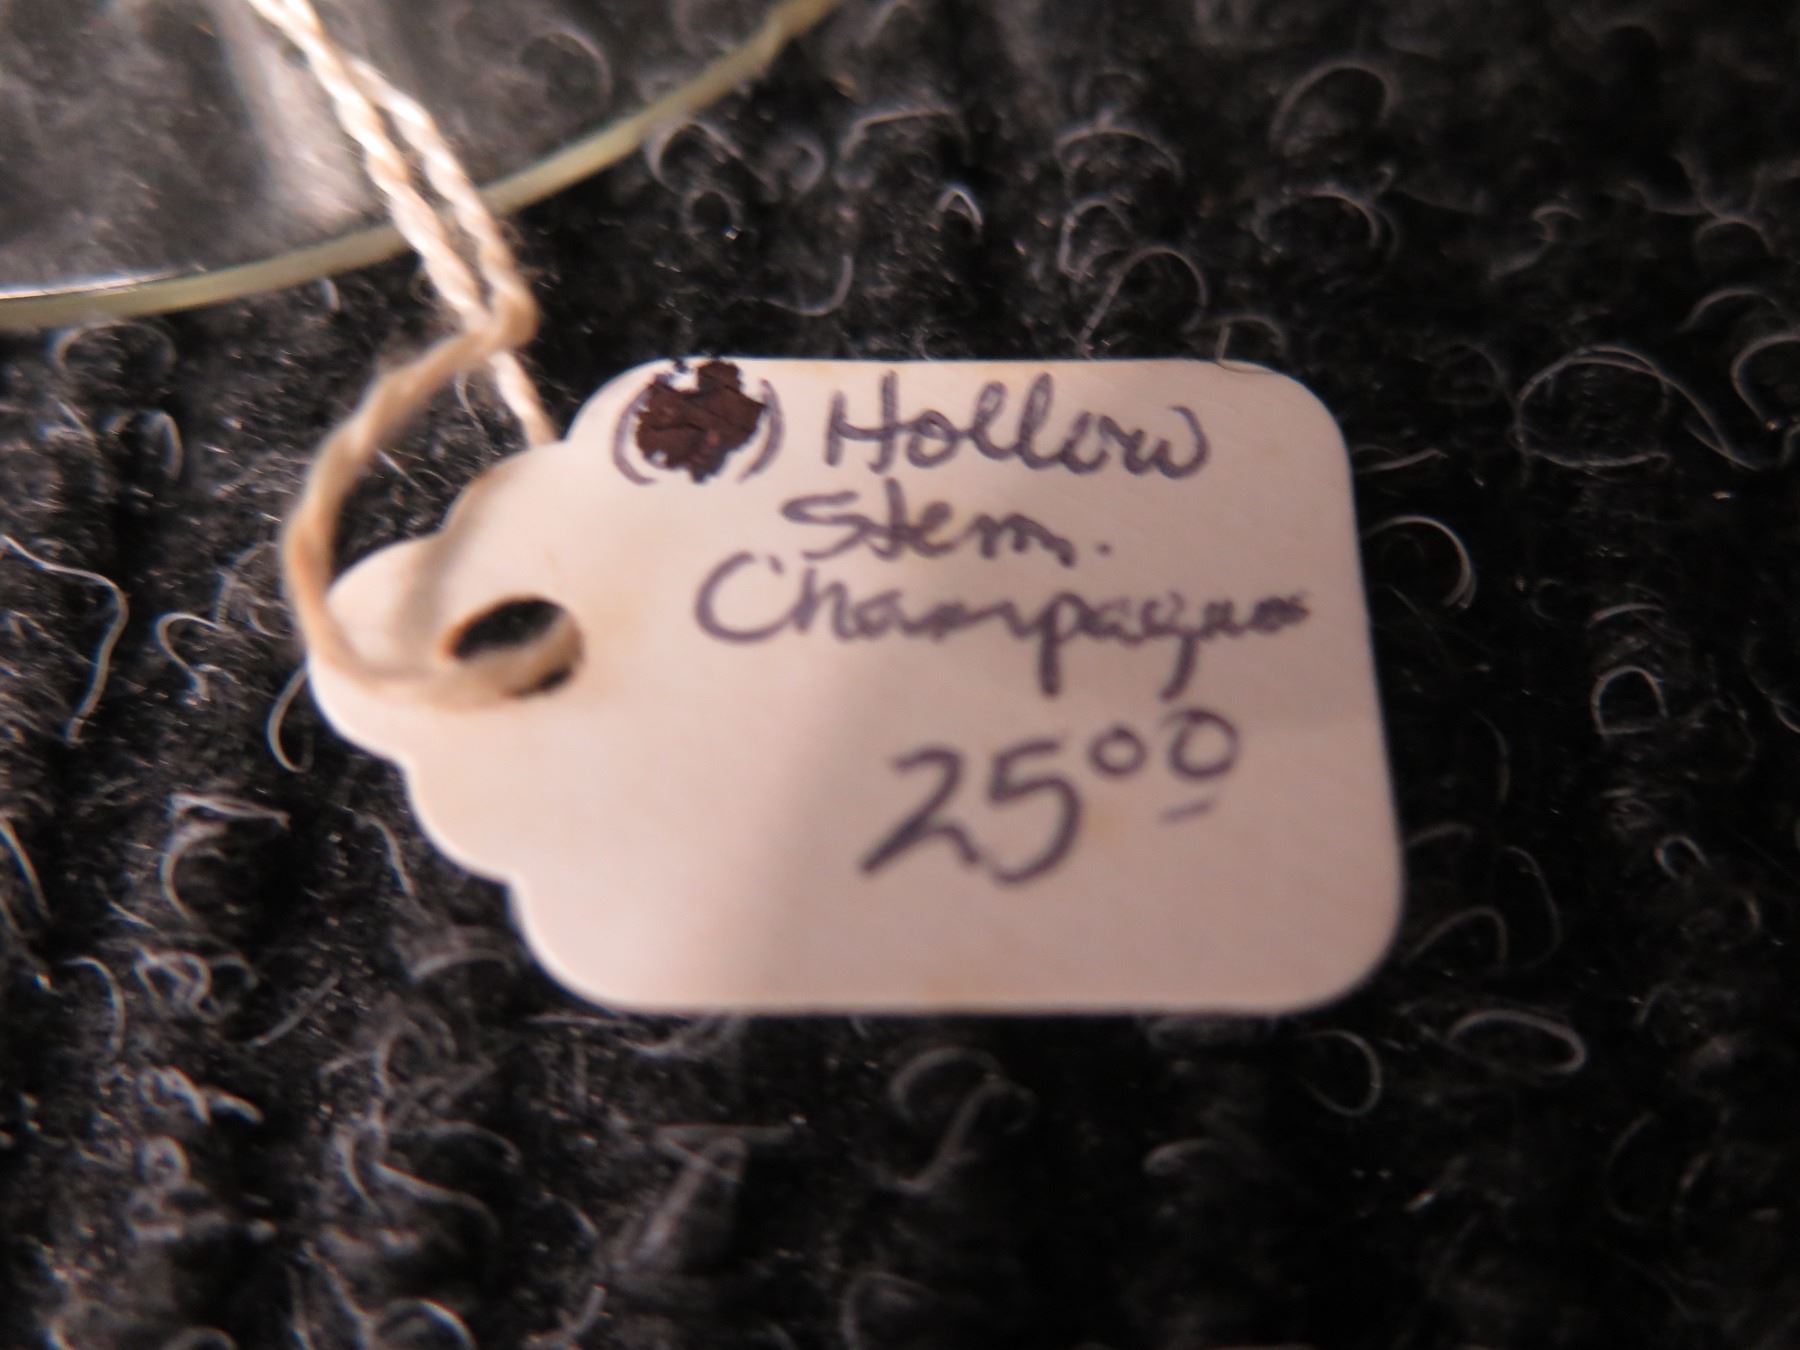 ( ) Hollow
Stem.
Champagne
25⁰⁰